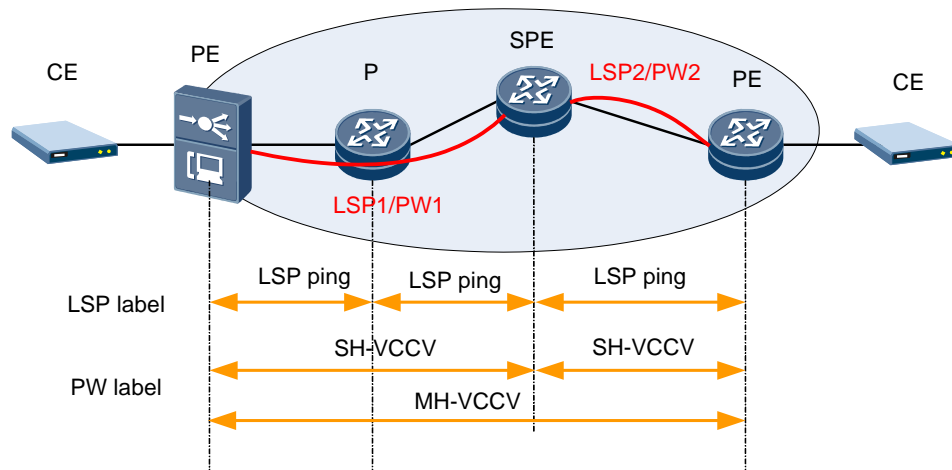 SPE
PE
P
LSP2/PW2
PE
CE
CE
LSP1/PW1
LSP ping
LSP ping
LSP ping
LSP label
SH-VCCV
SH-VCCV
PW label
MH-VCCV